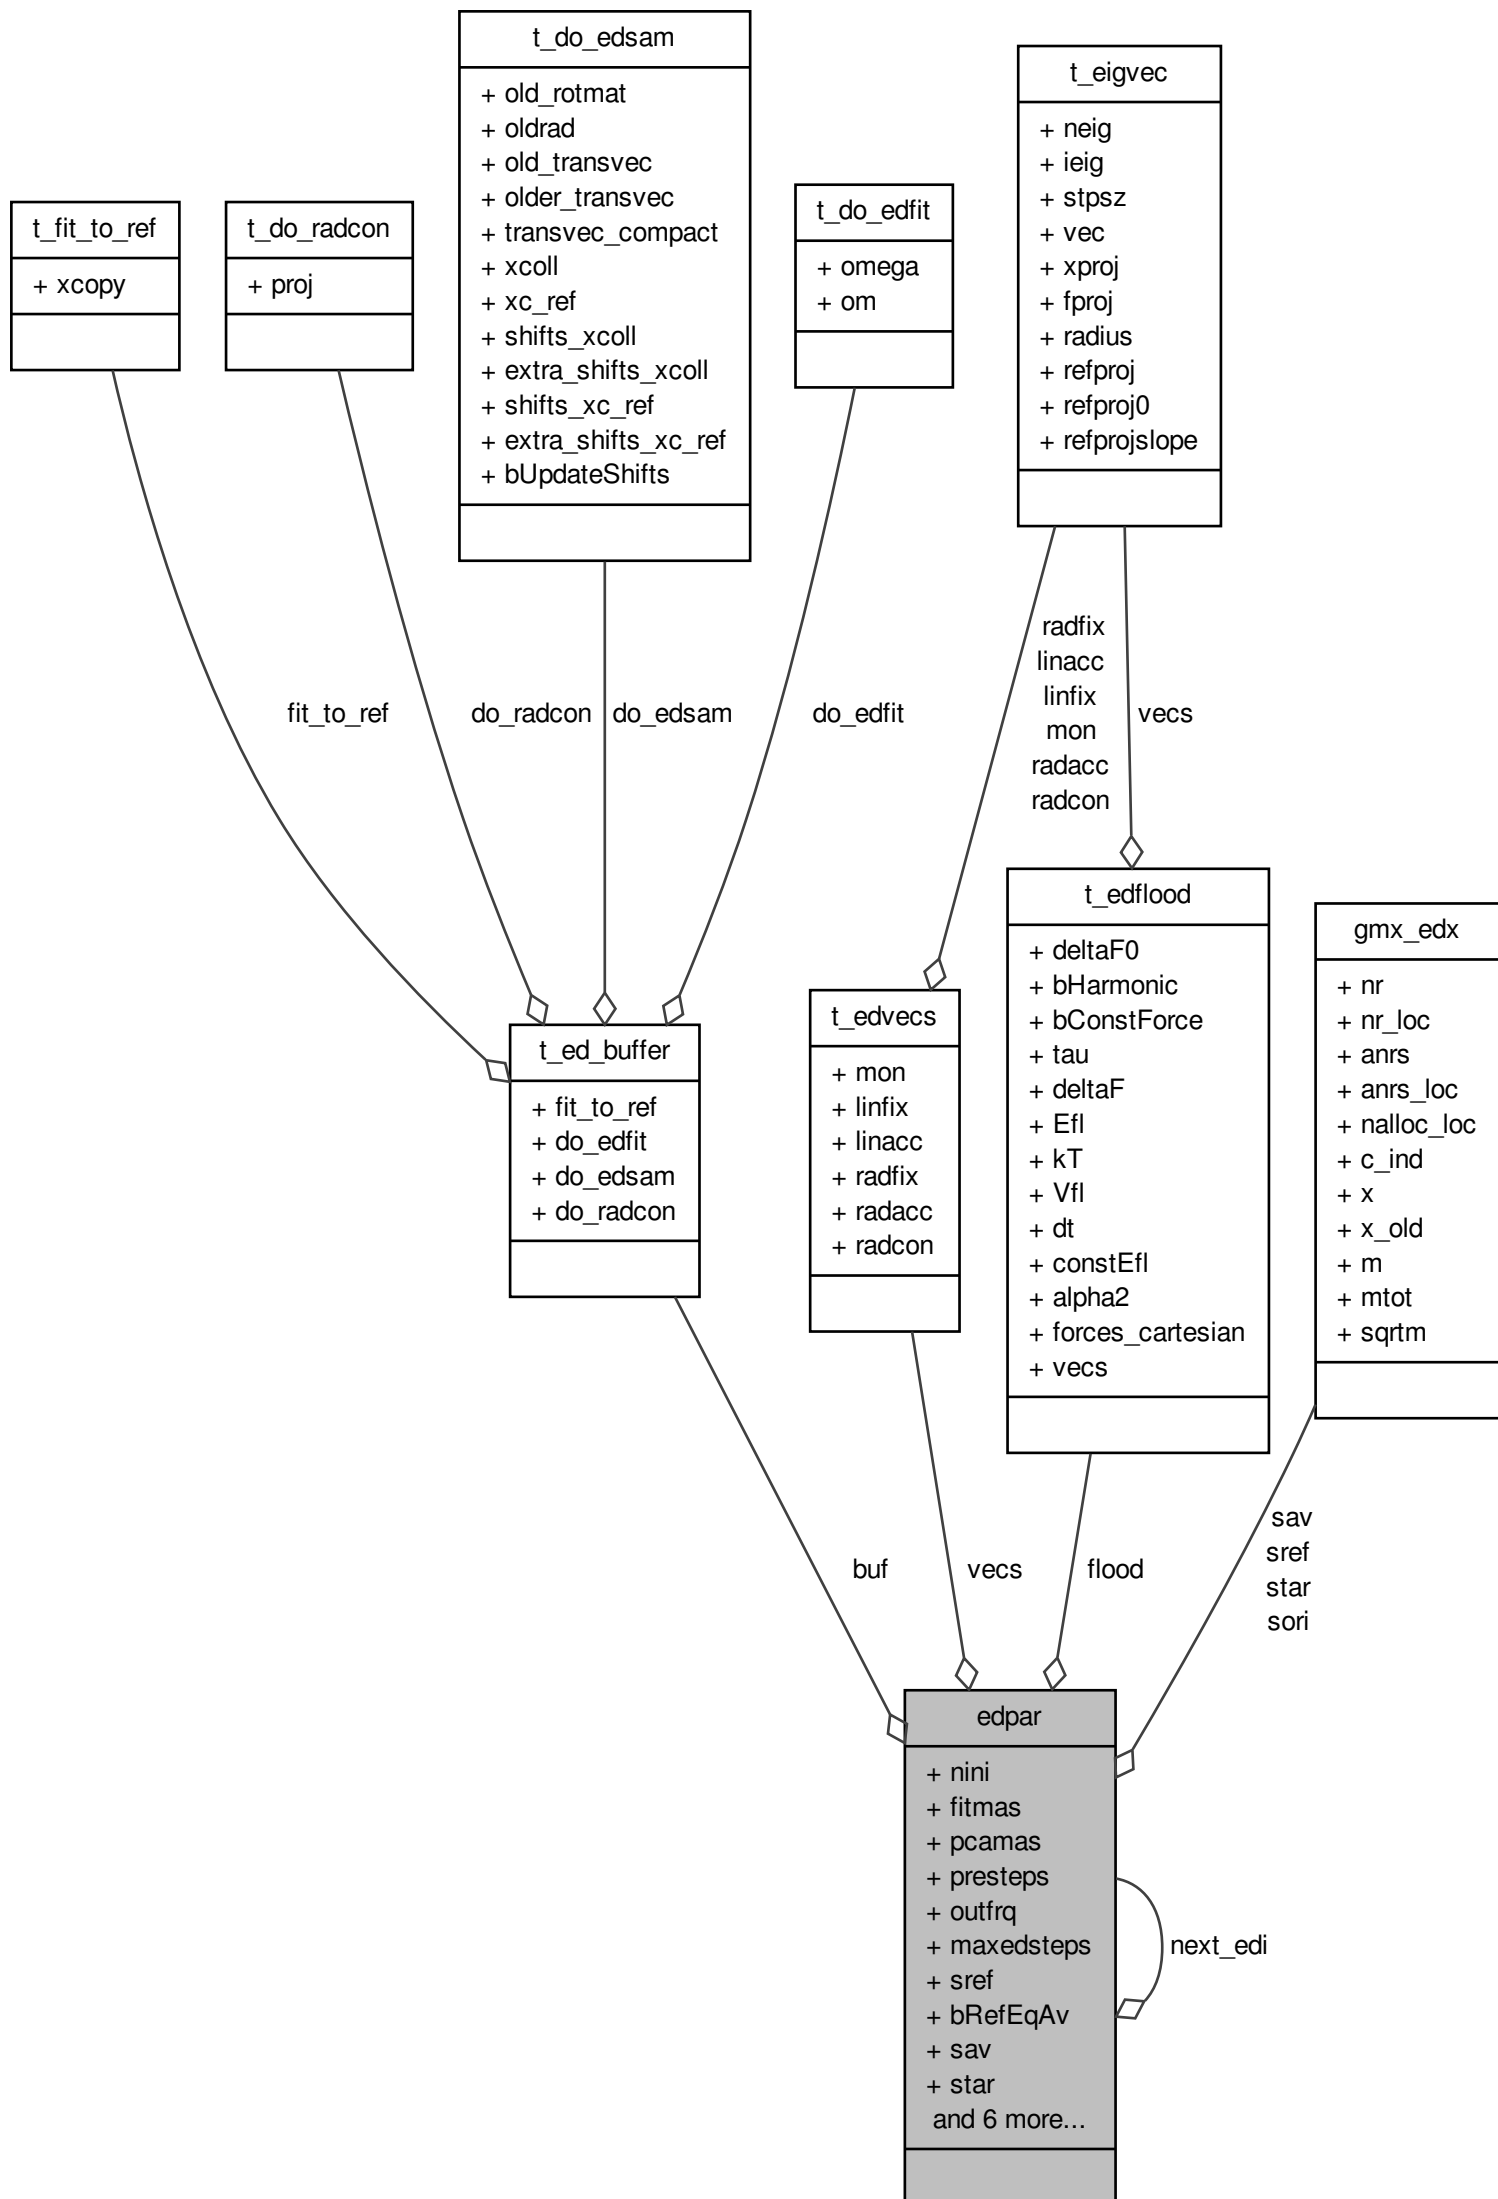 t_do_edsam
+ old_rotmat
+ oldrad
+ old_transvec
+ older_transvec
+ transvec_compact
+ xcoll
+ xc_ref
+ shifts_xcoll
+ extra_shifts_xcoll
+ shifts_xc_ref
+ extra_shifts_xc_ref
+ bUpdateShifts
t_eigvec
+ neig
+ ieig
+ stpsz
+ vec
+ xproj
+ fproj
+ radius
+ refproj
+ refproj0
+ refprojslope
t_fit_to_ref
+ xcopy
t_do_radcon
+ proj
t_do_edfit
+ omega
+ om
fit_to_ref
do_radcon
do_edsam
do_edfit
radfix
linacc
linfix
mon
radacc
radcon
vecs
t_ed_buffer
+ fit_to_ref
+ do_edfit
+ do_edsam
+ do_radcon
t_edvecs
+ mon
+ linfix
+ linacc
+ radfix
+ radacc
+ radcon
t_edflood
+ deltaF0
+ bHarmonic
+ bConstForce
+ tau
+ deltaF
+ Efl
+ kT
+ Vfl
+ dt
+ constEfl
+ alpha2
+ forces_cartesian
+ vecs
gmx_edx
+ nr
+ nr_loc
+ anrs
+ anrs_loc
+ nalloc_loc
+ c_ind
+ x
+ x_old
+ m
+ mtot
+ sqrtm
buf
vecs
flood
sav
sref
star
sori
edpar
+ nini
+ fitmas
+ pcamas
+ presteps
+ outfrq
+ maxedsteps
+ sref
+ bRefEqAv
+ sav
+ star
and 6 more...
next_edi